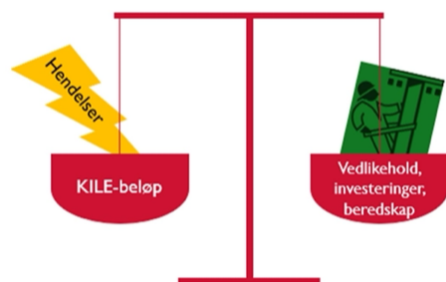 Hendelser
KILE-beløp
Vedlikehold,
investeringer,
beredskap